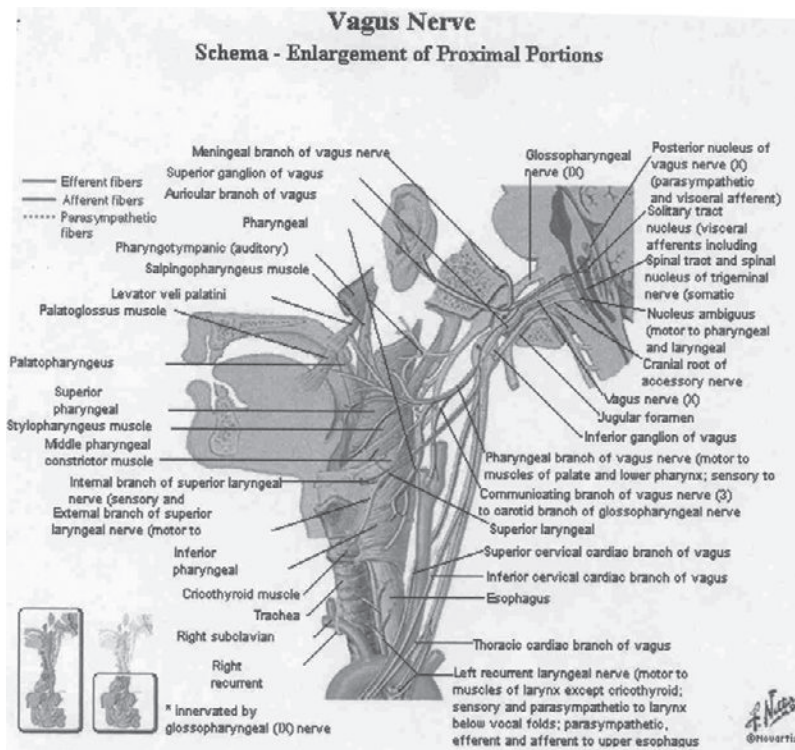 Vagus Nerve
Schema - Enlargement of Proximal Portions
Efferent fibers
Afferent fibers
Parasympathetic
fibers
Meningeal branch of vagus nerve
Superior ganglion of vagus
Auricular branch of vagus
Pharyngeal
Pharyngotympanic (auditory)
Salpingopharyngeus muscle
Levator veli palatini
Palatoglossus muscle
Palatopharyngeus
Superior
pharyngeal
Stylopharyngeus muscle
Middle pharyngeal
constrictor muscle
Internal branch of superior laryngeal
nerve (sensory and
External branch of superior
laryngeal nerve (motor to
Inferior
pharyngeal
Cricothyroid muscle
Trachea
Right subclavian
Right
recurrent
* innervated by
glossopharyngeal (IX) nerve
Glossopharyngeal
nerve (IX)
Posterior nucleus of
vagus nerve (X)
(parasympathetic
and visceral afferent)
Solitary tract
nucleus (visceral
afferents including
Spinal tract and spinal
nucleus of trigeminal
nerve (somatic
Nucleus ambiguus
(motor to pharyngeal
and laryngeal
Cranial root of
accessory nerve
Vagus nerve (X)
Jugular foramen
Inferior ganglion of vagus
Pharyngeal branch of vagus nerve (motor to
muscles of palate and lower pharynx; sensory to
Communicating branch of vagus nerve (3)
to carotid branch of glossopharyngeal nerve
Superior laryngeal
Superior cervical cardiac branch of vagus
Inferior cervical cardiac branch of vagus
Esophagus
Thoracic cardiac branch of vagus
Left recurrent laryngeal nerve (motor to
muscles of larynx except cricothyroid;
sensory and parasympathetic to larynx
below vocal folds; parasympathetic,
efferent and afferent to upper esophagus